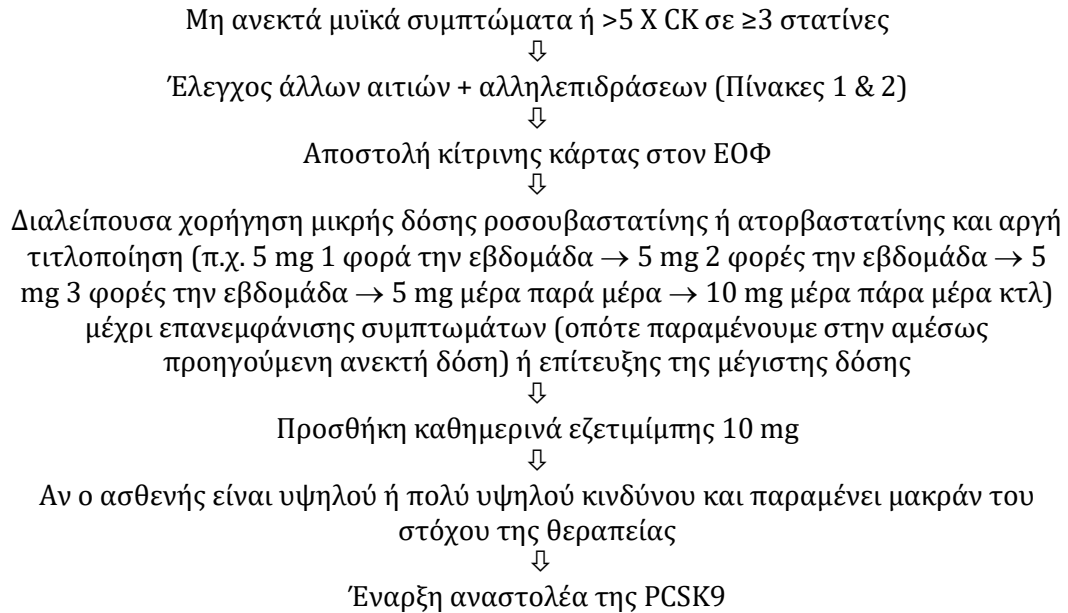 Μη ανεκτά μυϊκά συμπτώματα ή >5 X CK σε ≥3 στατίνες
⇩
Έλεγχος άλλων αιτιών + αλληλεπιδράσεων (Πίνακες 1 & 2)
⇩
Αποστολή κίτρινης κάρτας στον ΕΟΦ
⇩
Διαλείπουσα χορήγηση μικρής δόσης ροσουβαστατίνης ή ατορβαστατίνης και αργή
τιτλοποίηση (π.χ. 5 mg 1 φορά την εβδομάδα → 5 mg 2 φορές την εβδομάδα → 5
mg 3 φορές την εβδομάδα → 5 mg μέρα παρά μέρα → 10 mg μέρα πάρα μέρα κτλ)
μέχρι επανεμφάνισης συμπτωμάτων (οπότε παραμένουμε στην αμέσως
προηγούμενη ανεκτή δόση) ή επίτευξης της μέγιστης δόσης
⇩
Προσθήκη καθημερινά εζετιμίμπης 10 mg
⇩
Αν ο ασθενής είναι υψηλού ή πολύ υψηλού κινδύνου και παραμένει μακράν του
στόχου της θεραπείας
⇩
Έναρξη αναστολέα της PCSK9